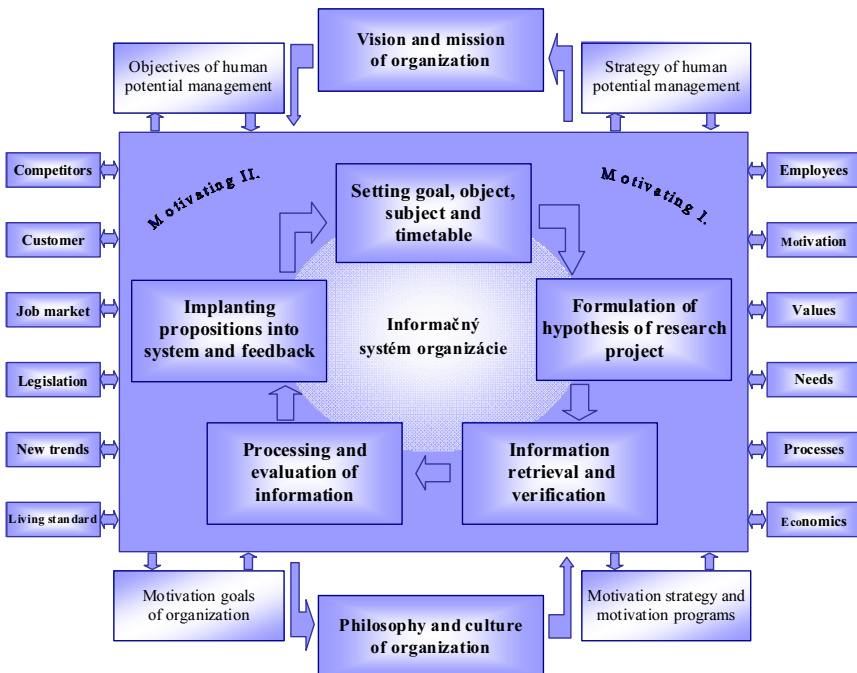 Vision and mission
of organization
Objectives of human
potential management
Strategy of human
potential management
Motivating II.
Motivating I.
Competitors
Customer
Job market
Legislation
New trends
Living standard
Setting goal, object,
subject and
timetable
Implanting
propositions into
system and feedback
Informačný
systém organizácie
Formulation of
hypothesis of research
project
Processing and
evaluation of
information
Information
retrieval and
verification
Employees
Motivation
Values
Needs
Processes
Economics
Motivation goals
of organization
Philosophy and culture
of organization
Motivation strategy and
motivation programs